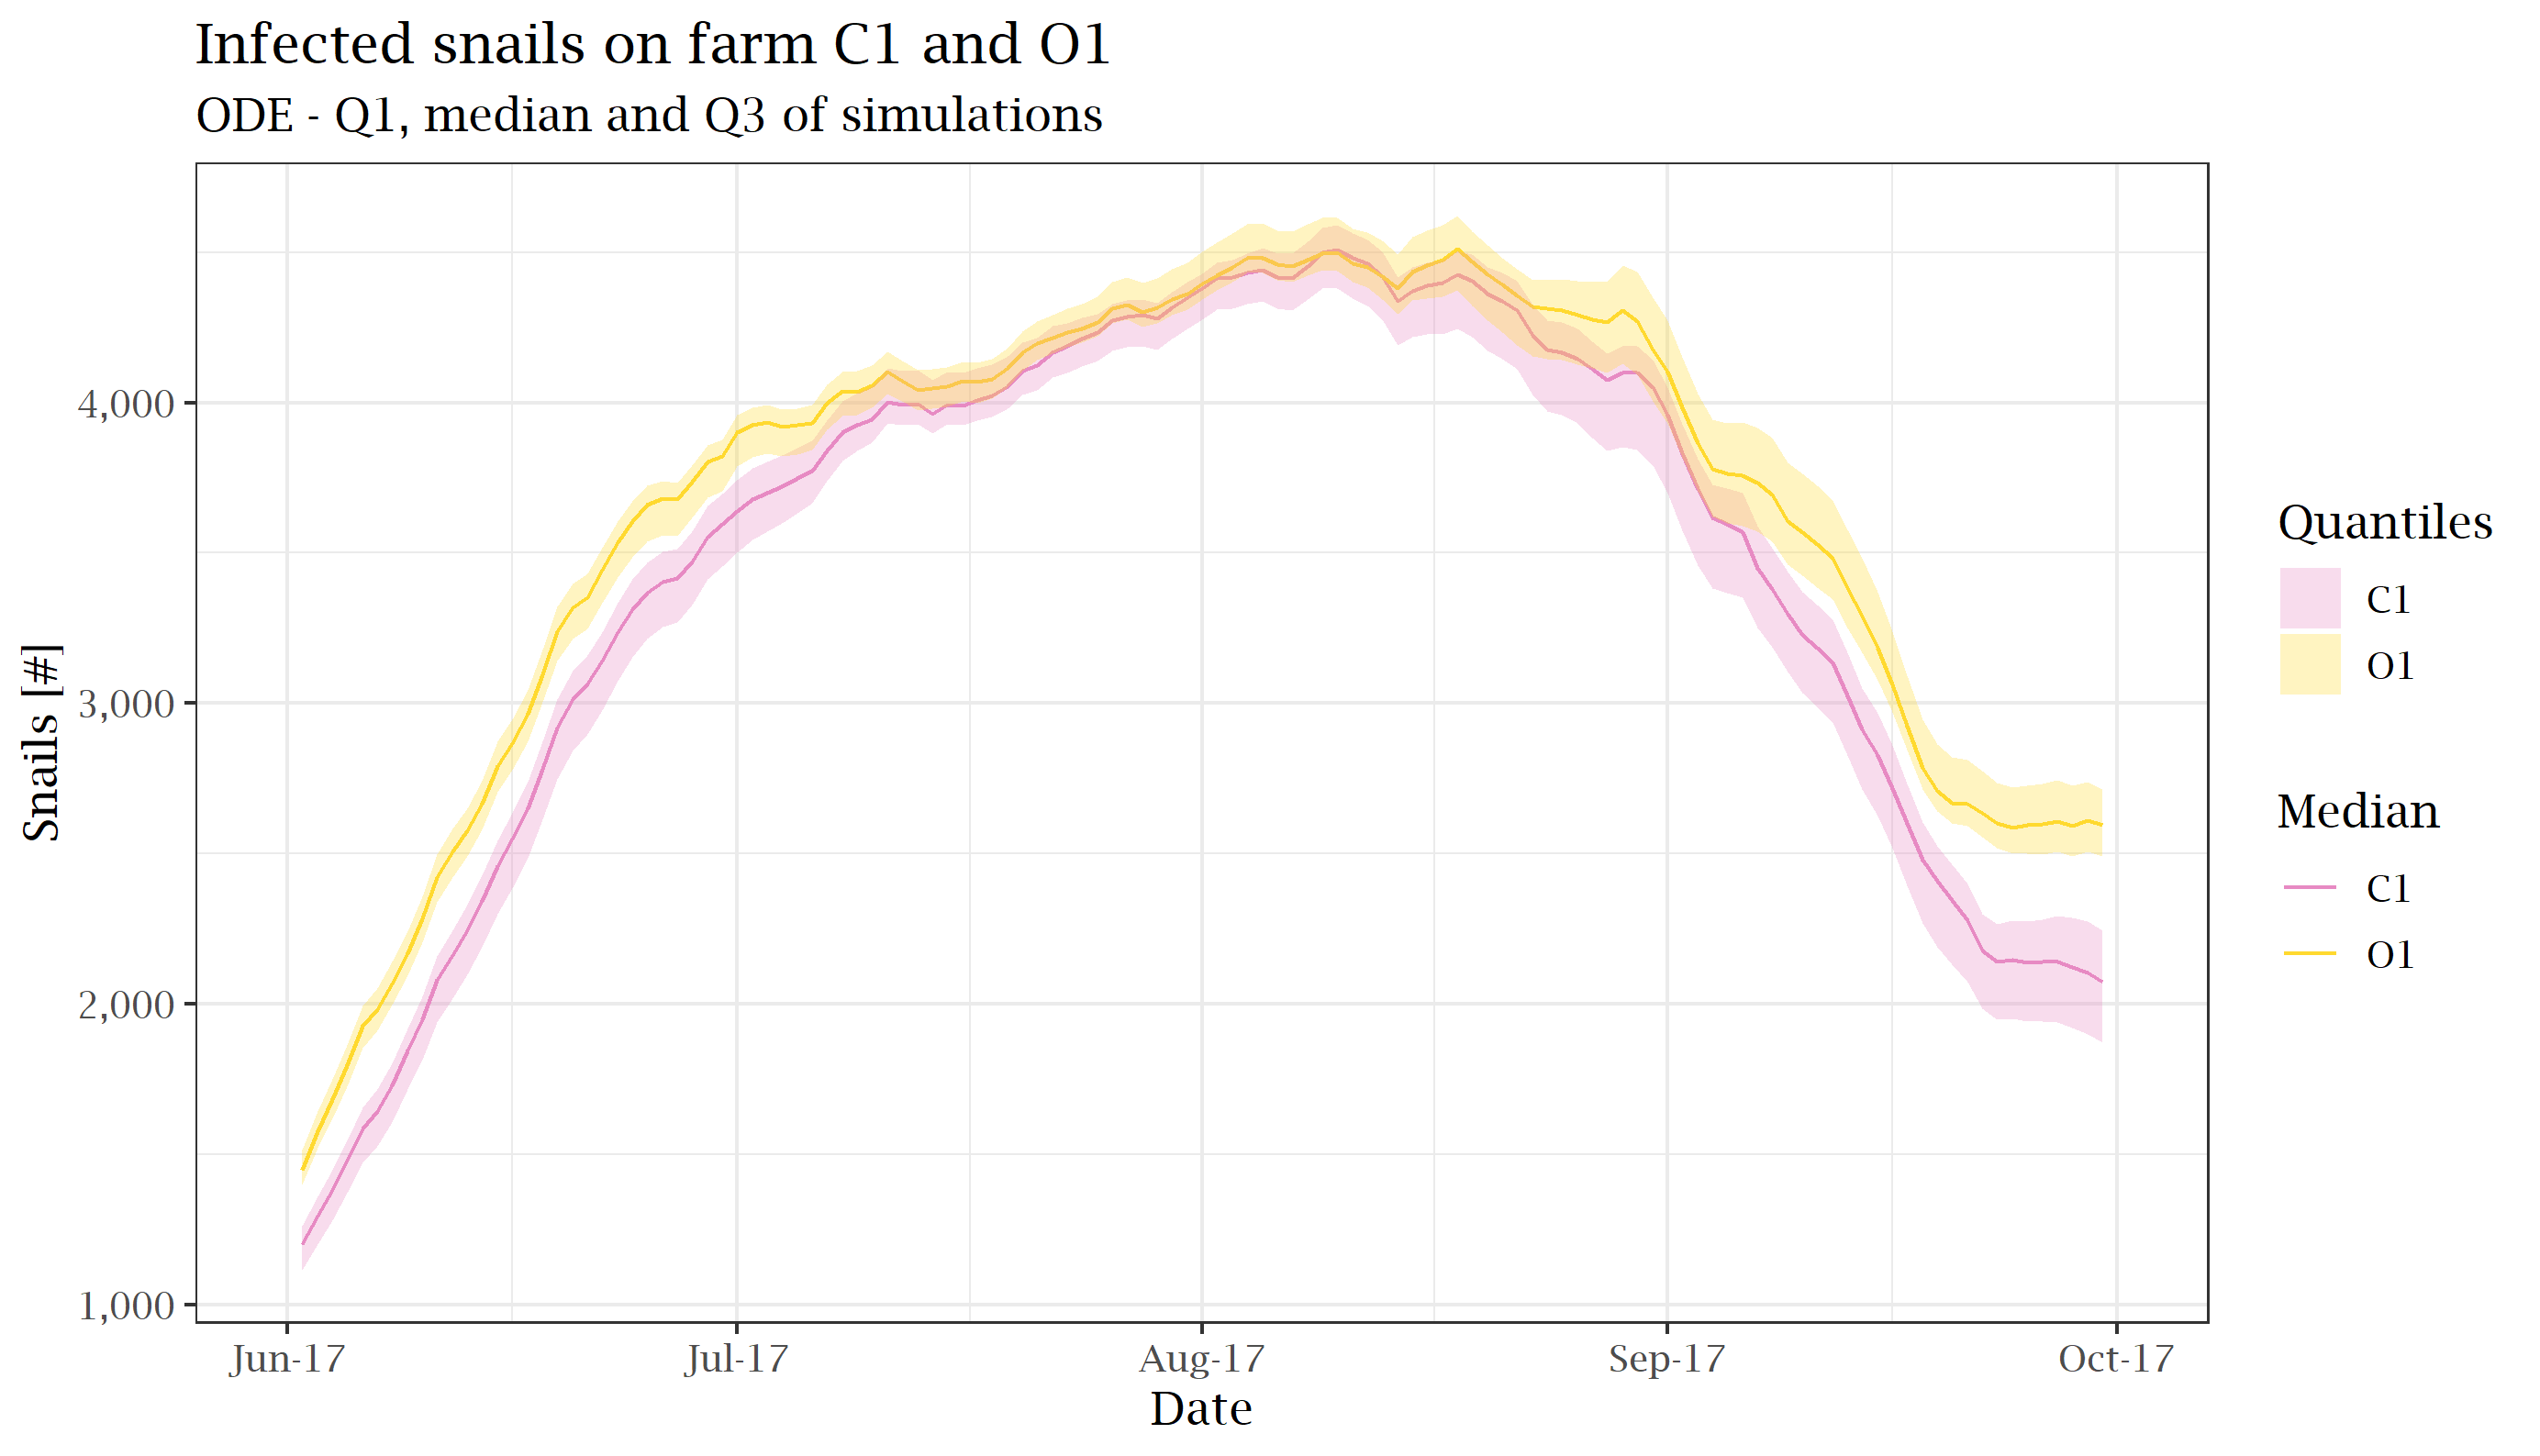 Infected snails on farm C1 and O1
ODE - Q1, median and Q3 of simulations
Snails [#]
4,000
3,000
2,000
1,000
Jun-17
Jul-17
Aug-17
Sep-17
Oct-17
Date
Quantiles
C1
O1
Median
C1
O1